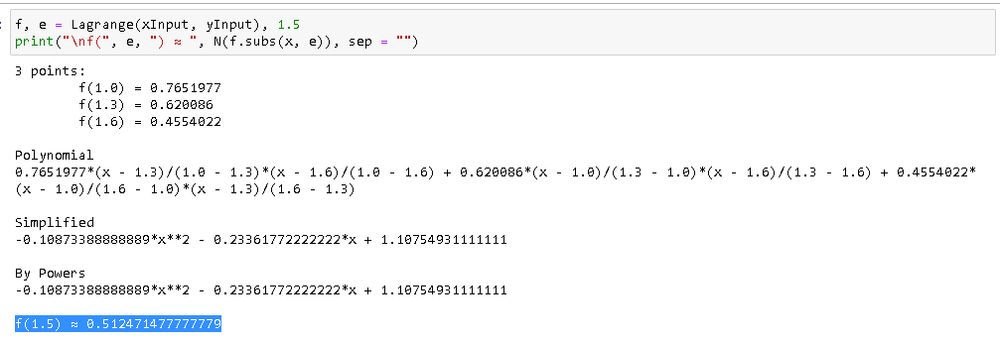 f, e = Lagrange(xInput, yInput), 1.5
print("\nf(", e, ") ≈ ", N(f.subs(x, e)), sep = "")
3 points:
f(1.0) = 0.7651977
f(1.3) = 0.620086
f(1.6) = 0.4554022
Polynomial
0.7651977*(x - 1.3)/(1.0 - 1.3)*(x - 1.6)/(1.0 - 1.6) + 0.620086*(x - 1.0)/(1.3 - 1.0)*(x - 1.6)/(1.3 - 1.6) + 0.4554022*
(x - 1.0)/(1.6 - 1.0)*(x - 1.3)/(1.6 - 1.3)
Simplified
-0.10873388888889*x**2 - 0.23361772222222*x + 1.10754931111111
By Powers
-0.10873388888889*x**2 - 0.23361772222222*x + 1.10754931111111
f(1.5) ≈ 0.512471477777779